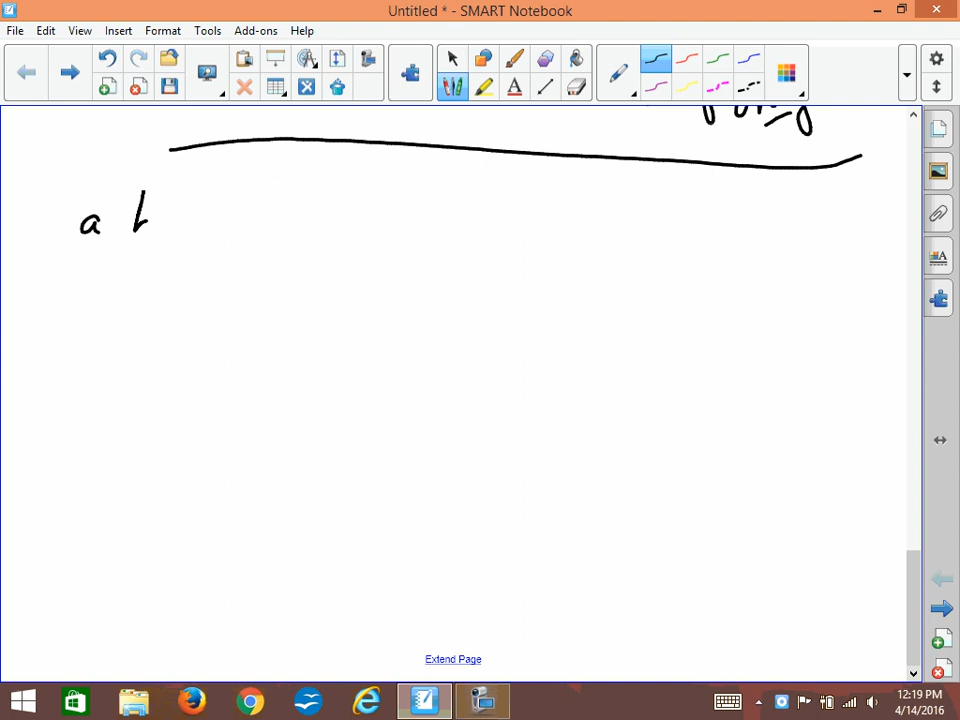 Untitled * - SMART Notebook
File Edit View Insert Format Tools Add-ons Help
a
Extend Page
12:19 PM
4/14/2016